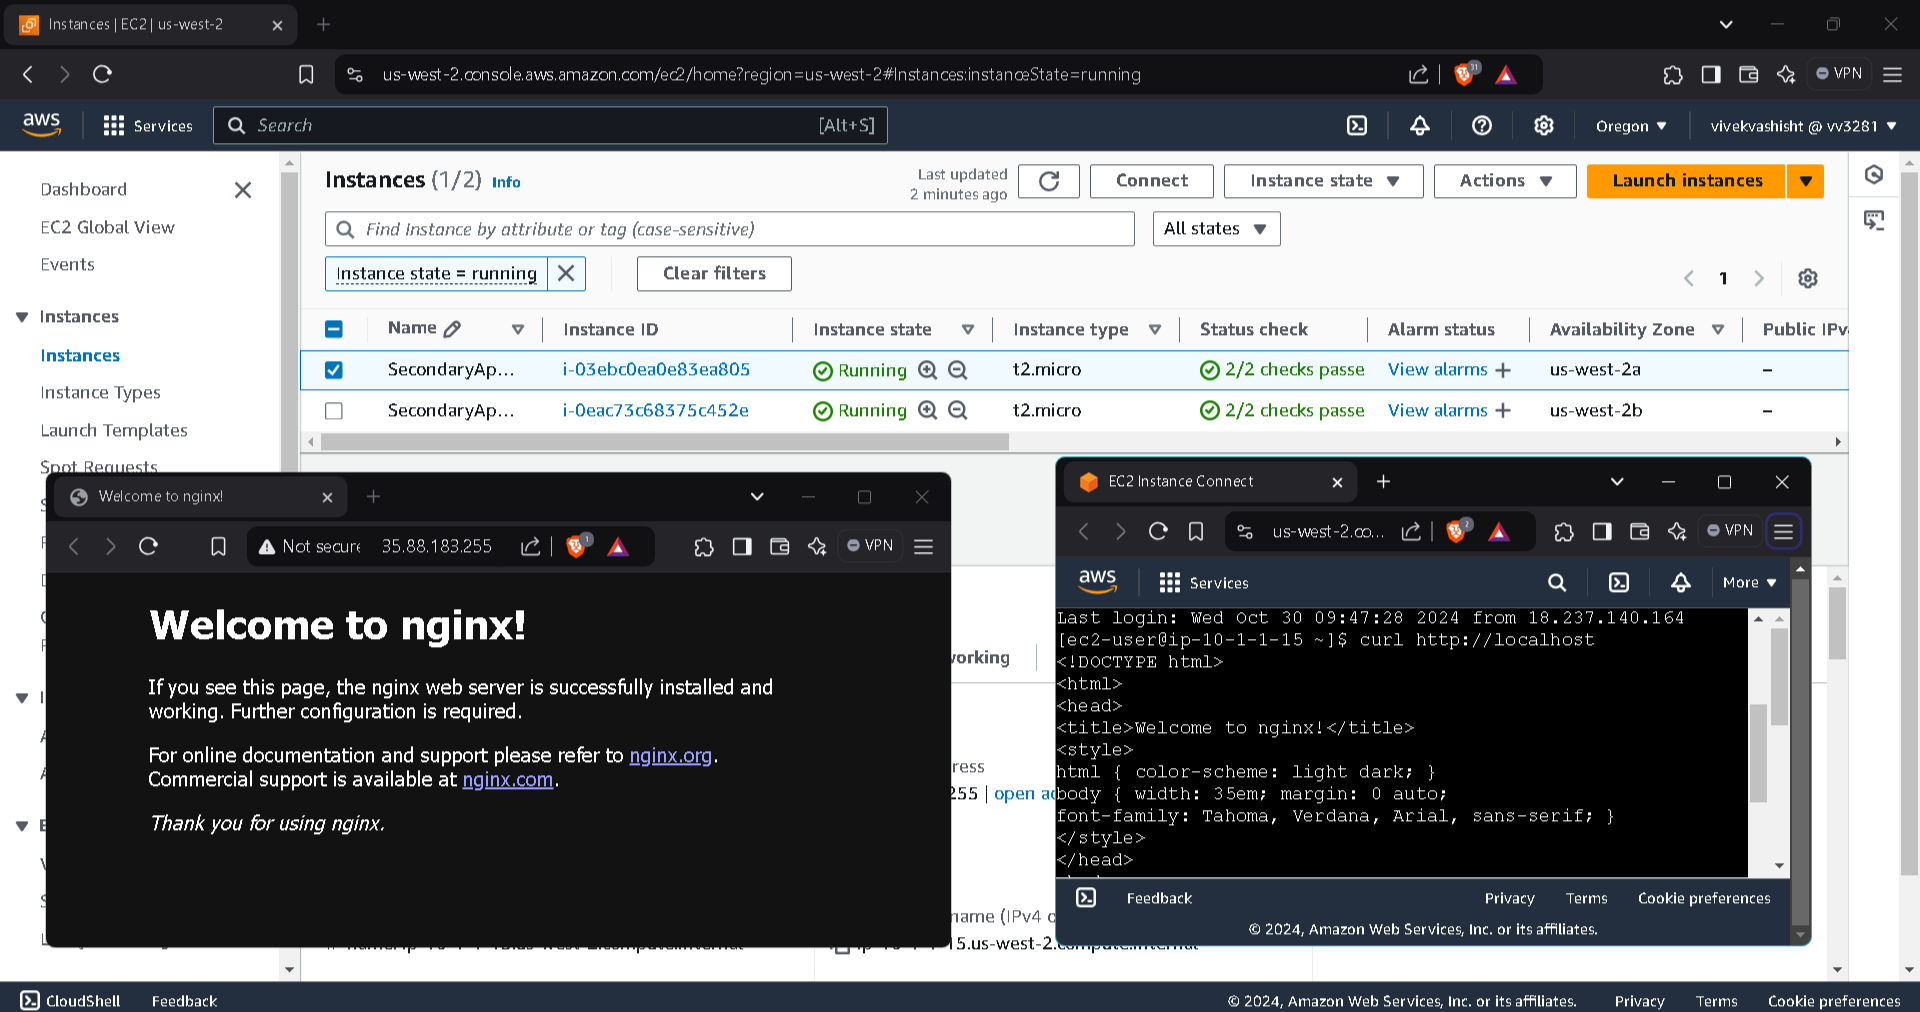 Instances | EC2 | us-west-2
us-west-2.console.aws.amazon.com/ec2/home?region=us-west-2#Instances:instanceState=running
31
VPN
aws
Services
Search
[Alt+S]
Oregon
vivekvashisht @ vv3281
Dashboard
EC2 Global View
Events
Instances
Instances
Instance Types
Launch Templates
Spot Requests
Instances (1/2) Info
Last updated
2 minutes ago
Connect
Instance state
Actions
Launch instances
Find Instance by attribute or tag (case-sensitive)
All states
Instance state = running
Clear filters
1
Name Instance ID Instance state Instance type Status check Alarm status Availability Zone Public IPv
SecondaryAp... i-03ebc0ea0e83ea805 Running t2.micro 2/2 checks passe View alarms us-west-2a –
SecondaryAp... i-0eac73c68375c452e Running t2.micro 2/2 checks passe View alarms us-west-2b –
Welcome to nginx!
Not secure 35.88.183.255
1
VPN
Welcome to nginx!
If you see this page, the nginx web server is successfully installed and
working. Further configuration is required.
For online documentation and support please refer to nginx.org.
Commercial support is available at nginx.com.
Thank you for using nginx.
orking
ress
255 | open ad
name (IPv4 o
15.us-west-2.compute.internal
EC2 Instance Connect
us-west-2.co...
2
VPN
aws
Services
More
Last login: Wed Oct 30 09:47:28 2024 from 18.237.140.164
[ec2-user@ip-10-1-1-15 ~]$ curl http://localhost
<!DOCTYPE html>
<html>
<head>
<title>Welcome to nginx!</title>
<style>
html { color-scheme: light dark; }
body { width: 35em; margin: 0 auto;
font-family: Tahoma, Verdana, Arial, sans-serif; }
</style>
</head>
Feedback
Privacy
Terms
Cookie preferences
© 2024, Amazon Web Services, Inc. or its affiliates.
CloudShell
Feedback
© 2024, Amazon Web Services, Inc. or its affiliates.
Privacy
Terms
Cookie preferences